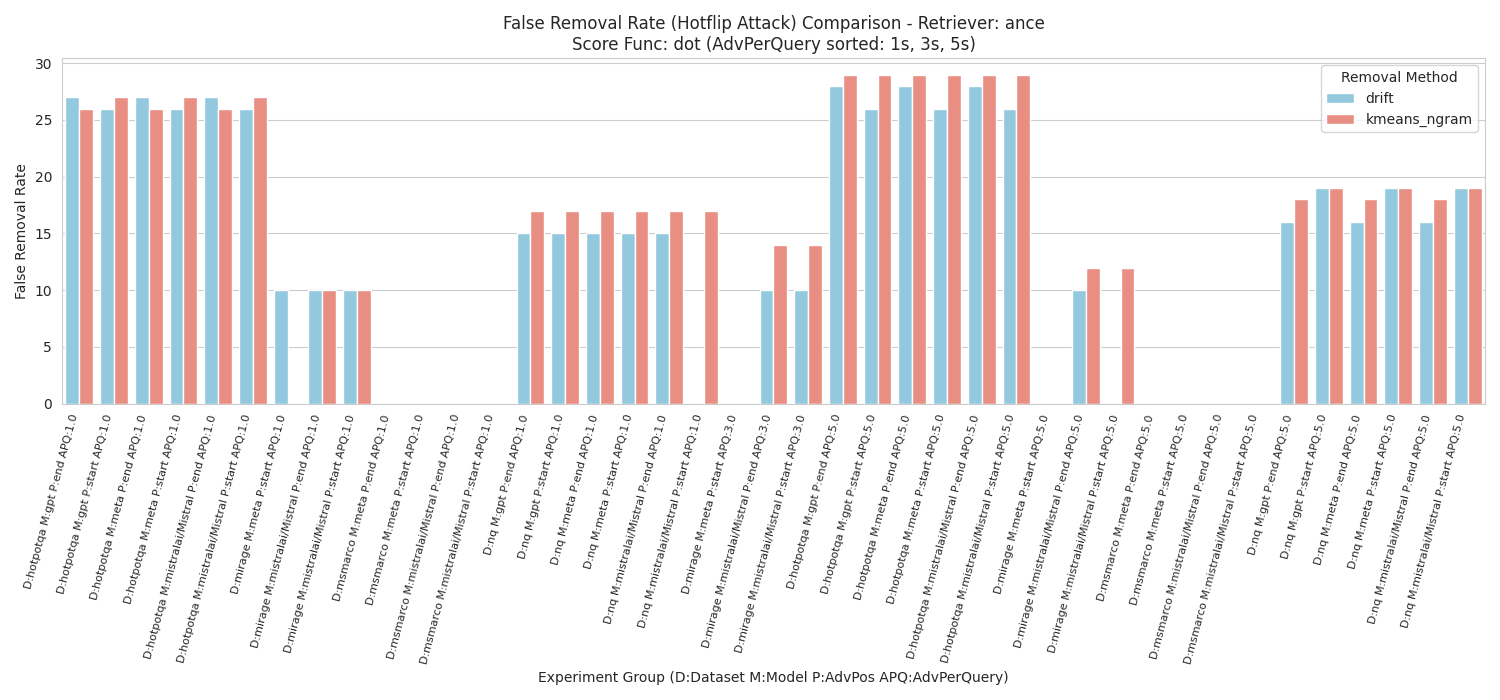 False Removal Rate (Hotflip Attack) Comparison - Retriever: ance
Score Func: dot (AdvPerQuery sorted: 1s, 3s, 5s)
Removal Method
drift
kmeans_ngram
False Removal Rate
30
25
20
15
10
5
0
D:hotpotqa M:gpt P:end APQ:1.0
D:hotpotqa M:gpt P:start APQ:1.0
D:hotpotqa M:meta P:end APQ:1.0
D:hotpotqa M:meta P:start APQ:1.0
D:hotpotqa M:mistralai/Mistral P:end APQ:1.0
D:hotpotqa M:mistralai/Mistral P:start APQ:1.0
D:mirage M:meta P:start APQ:1.0
D:mirage M:mistralai/Mistral P:end APQ:1.0
D:mirage M:mistralai/Mistral P:start APQ:1.0
D:msmarco M:meta P:end APQ:1.0
D:msmarco M:meta P:start APQ:1.0
D:msmarco M:mistralai/Mistral P:end APQ:1.0
D:msmarco M:mistralai/Mistral P:start APQ:1.0
D:nq M:gpt P:end APQ:1.0
D:nq M:gpt P:start APQ:1.0
D:nq M:meta P:end APQ:1.0
D:nq M:meta P:start APQ:1.0
D:nq M:mistralai/Mistral P:end APQ:1.0
D:nq M:mistralai/Mistral P:start APQ:1.0
D:mirage M:meta P:start APQ:3.0
D:mirage M:mistralai/Mistral P:end APQ:3.0
D:mirage M:mistralai/Mistral P:start APQ:3.0
D:hotpotqa M:gpt P:end APQ:5.0
D:hotpotqa M:gpt P:start APQ:5.0
D:hotpotqa M:meta P:end APQ:5.0
D:hotpotqa M:meta P:start APQ:5.0
D:hotpotqa M:mistralai/Mistral P:end APQ:5.0
D:hotpotqa M:mistralai/Mistral P:start APQ:5.0
D:mirage M:meta P:start APQ:5.0
D:mirage M:mistralai/Mistral P:end APQ:5.0
D:mirage M:mistralai/Mistral P:start APQ:5.0
D:msmarco M:meta P:end APQ:5.0
D:msmarco M:meta P:start APQ:5.0
D:msmarco M:mistralai/Mistral P:end APQ:5.0
D:msmarco M:mistralai/Mistral P:start APQ:5.0
D:nq M:gpt P:end APQ:5.0
D:nq M:gpt P:start APQ:5.0
D:nq M:meta P:end APQ:5.0
D:nq M:meta P:start APQ:5.0
D:nq M:mistralai/Mistral P:end APQ:5.0
D:nq M:mistralai/Mistral P:start APQ:5.0
Experiment Group (D:Dataset M:Model P:AdvPos APQ:AdvPerQuery)